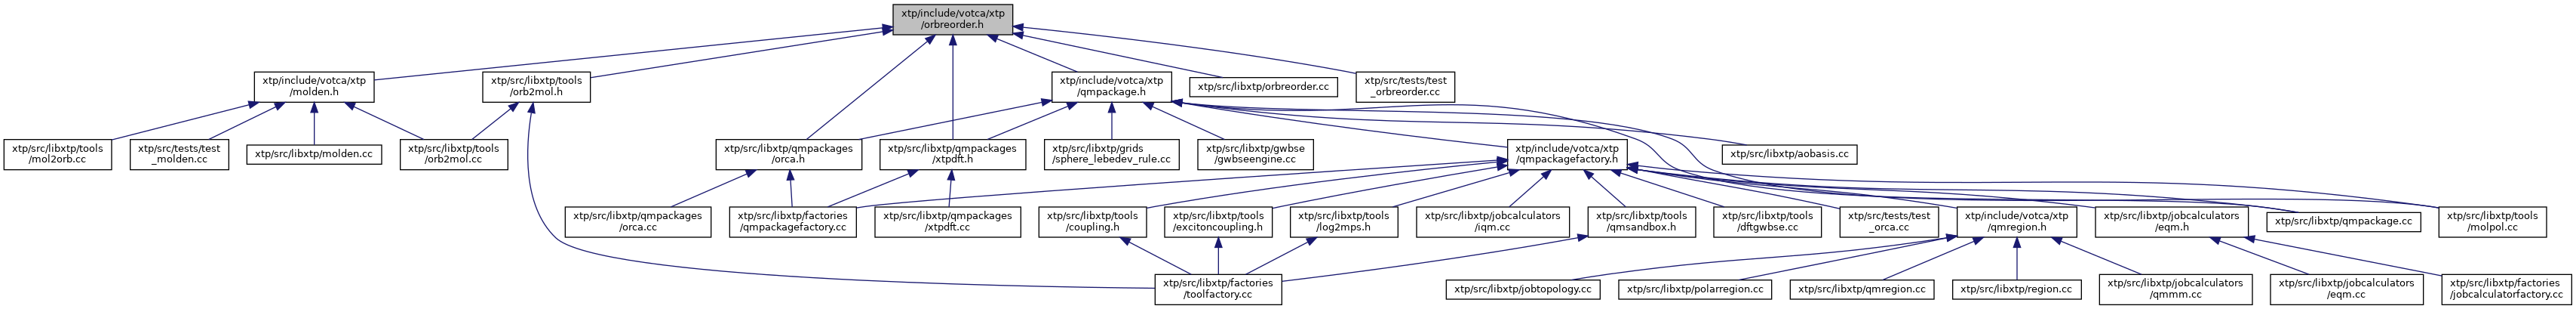 xtp/include/votca/xtp
/orbreorder.h
xtp/include/votca/xtp
/molden.h
xtp/src/libxtp/tools
/orb2mol.h
xtp/include/votca/xtp
/qmpackage.h
xtp/src/libxtp/orbreorder.cc
xtp/src/tests/test
_orbreorder.cc
xtp/src/libxtp/tools
/mol2orb.cc
xtp/src/tests/test
_molden.cc
xtp/src/libxtp/molden.cc
xtp/src/libxtp/tools
/orb2mol.cc
xtp/src/libxtp/qmpackages
/orca.h
xtp/src/libxtp/qmpackages
/xtpdft.h
xtp/src/libxtp/grids
/sphere_lebedev_rule.cc
xtp/src/libxtp/gwbse
/gwbseengine.cc
xtp/include/votca/xtp
/qmpackagefactory.h
xtp/src/libxtp/aobasis.cc
xtp/src/libxtp/qmpackages
/orca.cc
xtp/src/libxtp/factories
/qmpackagefactory.cc
xtp/src/libxtp/qmpackages
/xtpdft.cc
xtp/src/libxtp/tools
/coupling.h
xtp/src/libxtp/tools
/excitoncoupling.h
xtp/src/libxtp/tools
/log2mps.h
xtp/src/libxtp/jobcalculators
/iqm.cc
xtp/src/libxtp/tools
/qmsandbox.h
xtp/src/libxtp/tools
/dftgwbse.cc
xtp/src/tests/test
_orca.cc
xtp/include/votca/xtp
/qmregion.h
xtp/src/libxtp/jobcalculators
/eqm.h
xtp/src/libxtp/qmpackage.cc
xtp/src/libxtp/tools
/molpol.cc
xtp/src/libxtp/factories
/toolfactory.cc
xtp/src/libxtp/jobtopology.cc
xtp/src/libxtp/polarregion.cc
xtp/src/libxtp/qmregion.cc
xtp/src/libxtp/region.cc
xtp/src/libxtp/jobcalculators
/qmmm.cc
xtp/src/libxtp/jobcalculators
/eqm.cc
xtp/src/libxtp/factories
/jobcalculatorfactory.cc